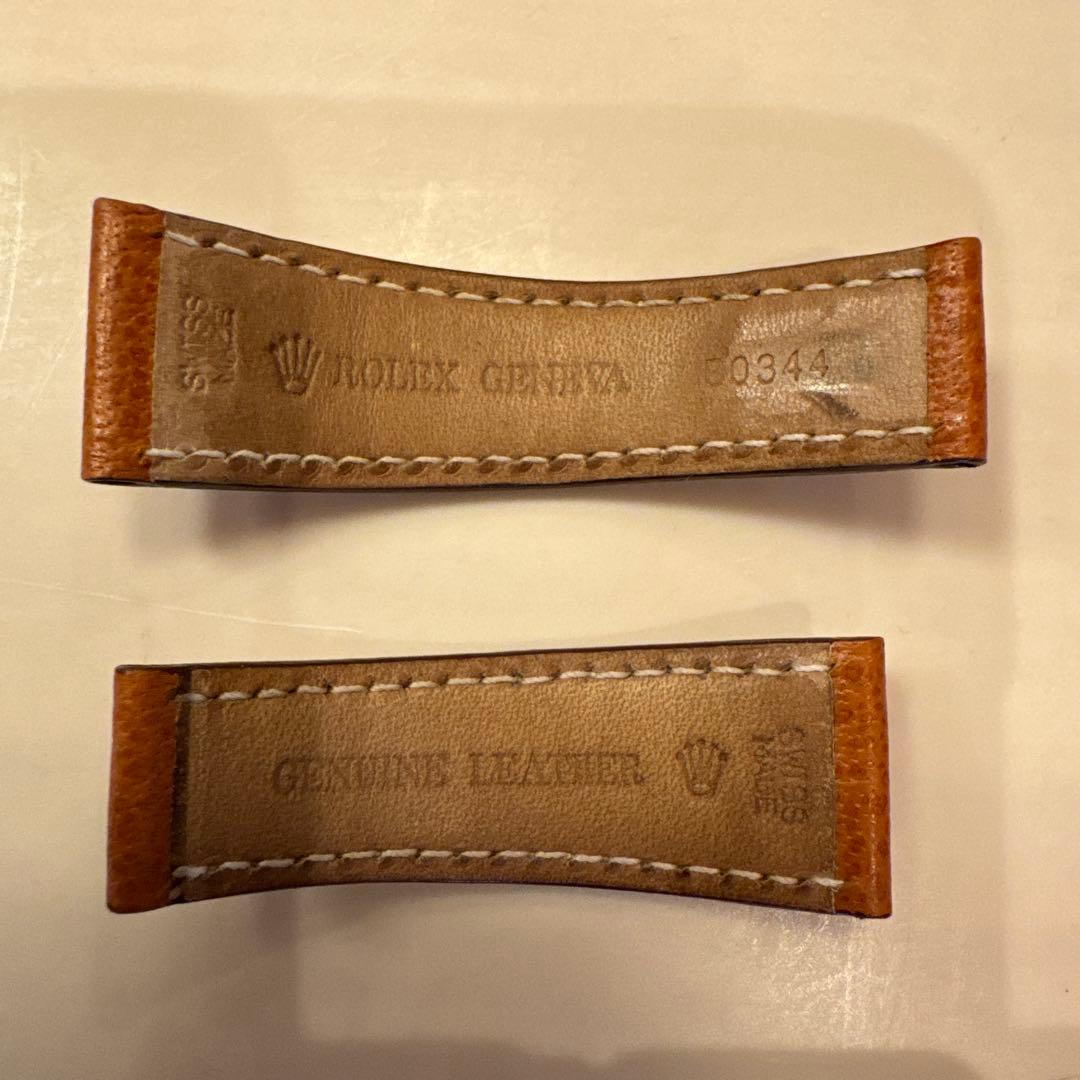 SWISS
MADE
ROLEX GENEVA
50344
GENUINE LEATHER
SWISS
MADE